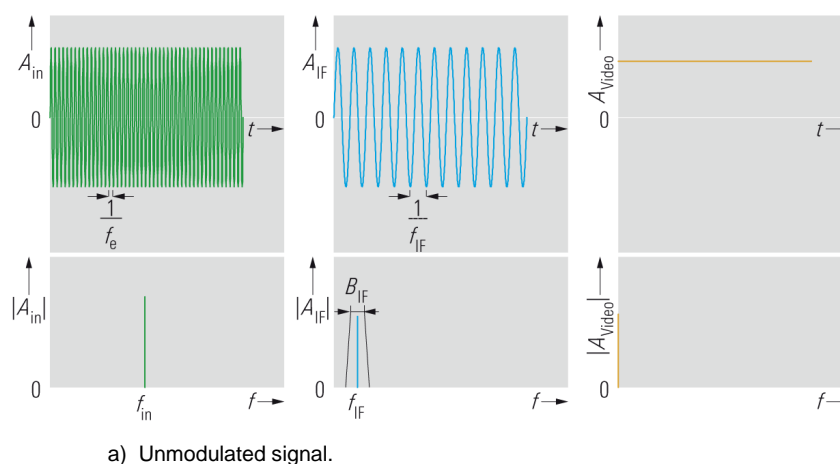 A_in
0
t
1
f_e
A_IF
0
t
1
f_IF
A_Video
0
t
|A_in|
0
f_in
f
|A_IF|
B_IF
0
f_IF
f
|A_Video|
0
f
a) Unmodulated signal.